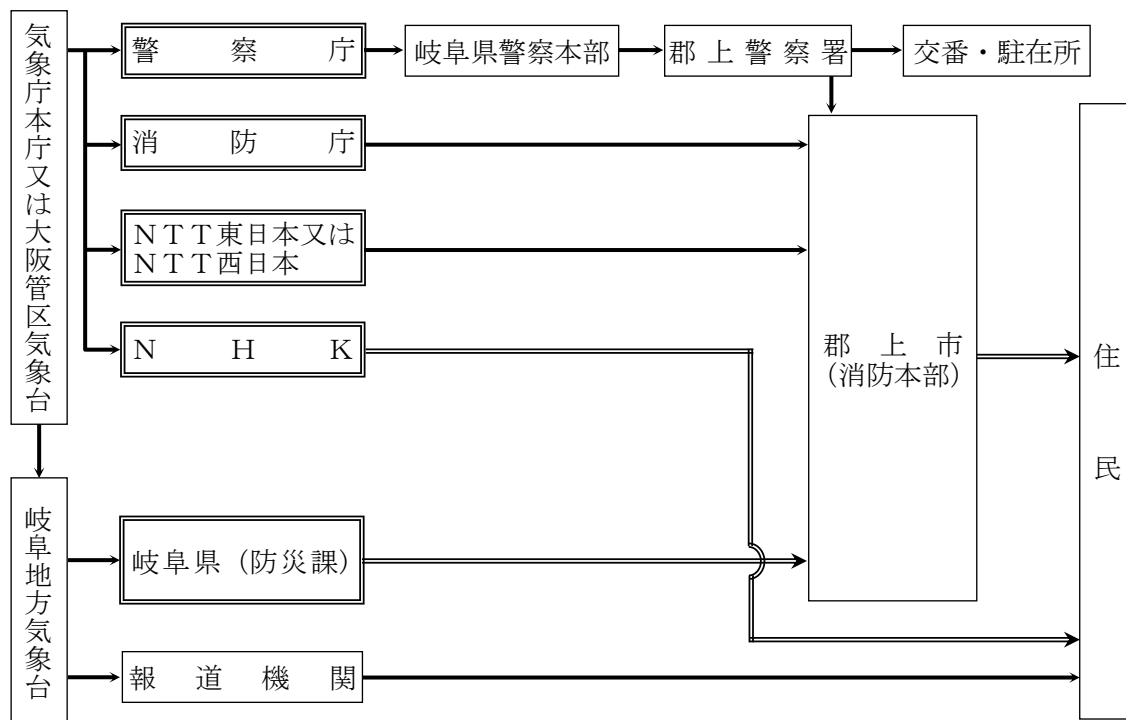 気象庁本庁又は大阪管区気象台
警察庁
岐阜県警察本部
郡上警察署
交番・駐在所
消防庁
ＮＴＴ東日本又は
ＮＴＴ西日本
ＮＨＫ
郡上市
（消防本部）
住民
岐阜地方気象台
岐阜県（防災課）
報道機関